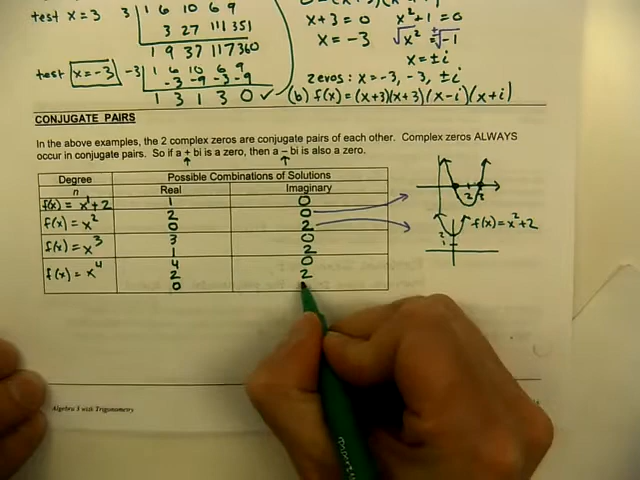 test x = 3 3| 1 6 10 6 9
3 27 111 351
1 9 37 117 360
x+3=0 x²+1=0
x=-3 √x² = ±√-1
x = ±i
test x=-3 -3| 1 6 10 6 9
-3 -9 -3 -9
1 3 1 3 0 ✓
zeros: x = -3, -3, ±i
(b) f(x) = (x+3)(x+3)(x-i)(x+i)
CONJUGATE PAIRS
In the above examples, the 2 complex zeros are conjugate pairs of each other. Complex zeros ALWAYS
occur in conjugate pairs. So if a + bi is a zero, then a – bi is also a zero.
Degree Possible Combinations of Solutions
n Real Imaginary
f(x) = x¹+2 1 0
f(x) = x² 2 0
0 2
f(x) = x³ 3 0
1 2
f(x) = x⁴ 4 0
2 2
0
2 3
f(x)=x²+2
2
1
Algebra 3 with Trigonometry